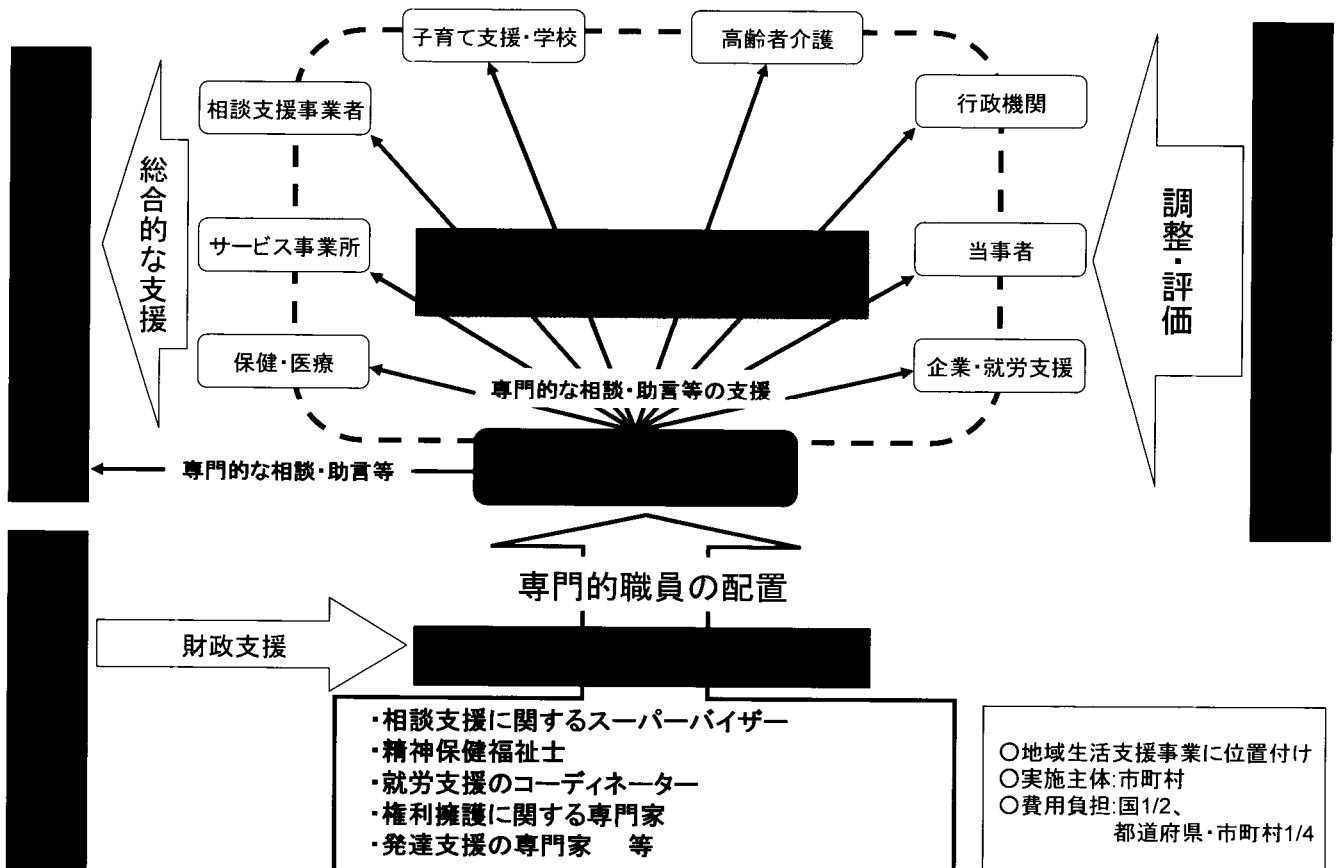 子育て支援・学校
高齢者介護
相談支援事業者
行政機関
総合的な支援
調整・評価
サービス事業所
当事者
保健・医療
企業・就労支援
専門的な相談・助言等の支援
専門的な相談・助言等
専門的職員の配置
財政支援
・相談支援に関するスーパーバイザー
・精神保健福祉士
・就労支援のコーディネーター
・権利擁護に関する専門家
・発達支援の専門家 等
○地域生活支援事業に位置付け
○実施主体:市町村
○費用負担:国1/2、
都道府県・市町村1/4